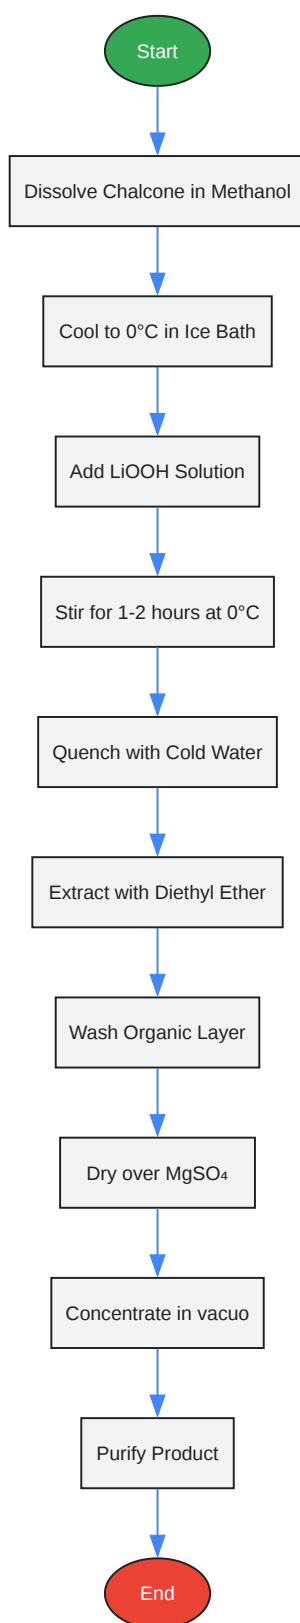 Start
Dissolve Chalcone in Methanol
Cool to 0°C in Ice Bath
Add LiOOH Solution
Stir for 1-2 hours at 0°C
Quench with Cold Water
Extract with Diethyl Ether
Wash Organic Layer
Dry over MgSO₄
Concentrate in vacuo
Purify Product
End